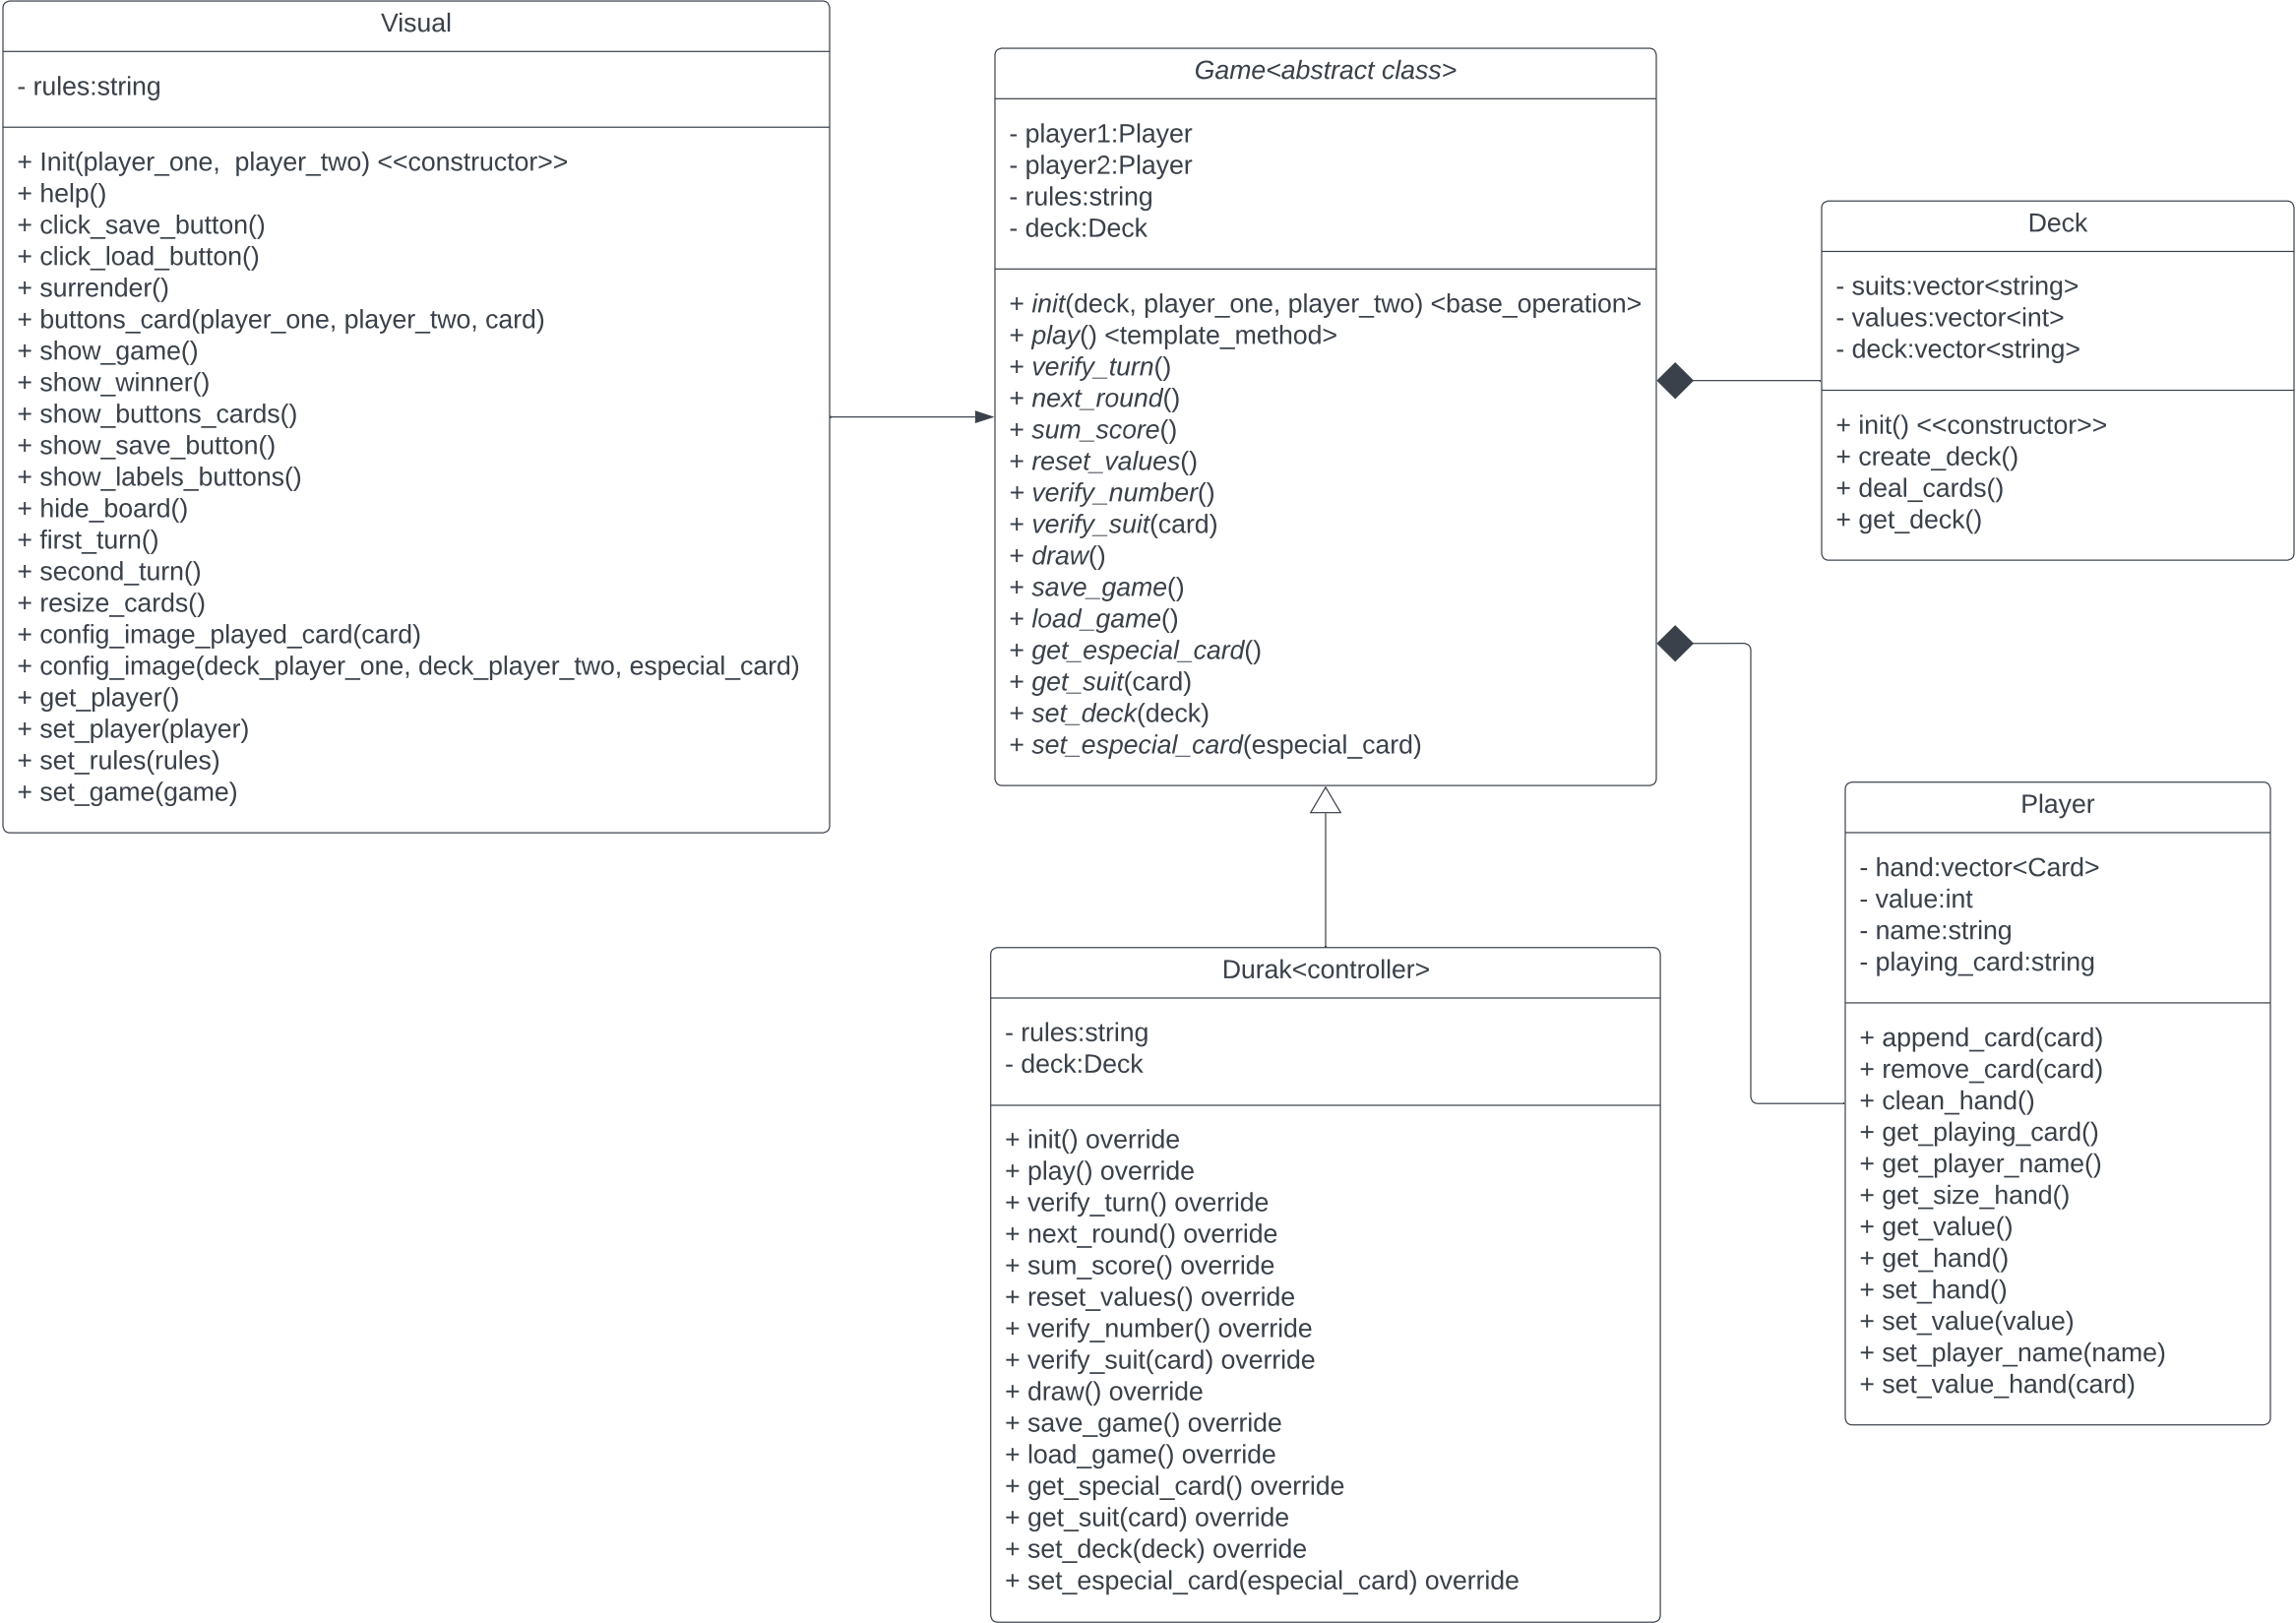 Visual
- rules:string
+ Init(player_one,  player_two) <<constructor>>
+ help()
+ click_save_button()
+ click_load_button()
+ surrender()
+ buttons_card(player_one, player_two, card)
+ show_game()
+ show_winner()
+ show_buttons_cards()
+ show_save_button()
+ show_labels_buttons()
+ hide_board()
+ first_turn()
+ second_turn()
+ resize_cards()
+ config_image_played_card(card)
+ config_image(deck_player_one, deck_player_two, especial_card)
+ get_player()
+ set_player(player)
+ set_rules(rules)
+ set_game(game)
Game<abstract class>
- player1:Player
- player2:Player
- rules:string
- deck:Deck
+ init(deck, player_one, player_two) <base_operation>
+ play() <template_method>
+ verify_turn()
+ next_round()
+ sum_score()
+ reset_values()
+ verify_number()
+ verify_suit(card)
+ draw()
+ save_game()
+ load_game()
+ get_especial_card()
+ get_suit(card)
+ set_deck(deck)
+ set_especial_card(especial_card)
Deck
- suits:vector<string>
- values:vector<int>
- deck:vector<string>
+ init() <<constructor>>
+ create_deck()
+ deal_cards()
+ get_deck()
Player
- hand:vector<Card>
- value:int
- name:string
- playing_card:string
+ append_card(card)
+ remove_card(card)
+ clean_hand()
+ get_playing_card()
+ get_player_name()
+ get_size_hand()
+ get_value()
+ get_hand()
+ set_hand()
+ set_value(value)
+ set_player_name(name)
+ set_value_hand(card)
Durak<controller>
- rules:string
- deck:Deck
+ init() override
+ play() override
+ verify_turn() override
+ next_round() override
+ sum_score() override
+ reset_values() override
+ verify_number() override
+ verify_suit(card) override
+ draw() override
+ save_game() override
+ load_game() override
+ get_special_card() override
+ get_suit(card) override
+ set_deck(deck) override
+ set_especial_card(especial_card) override